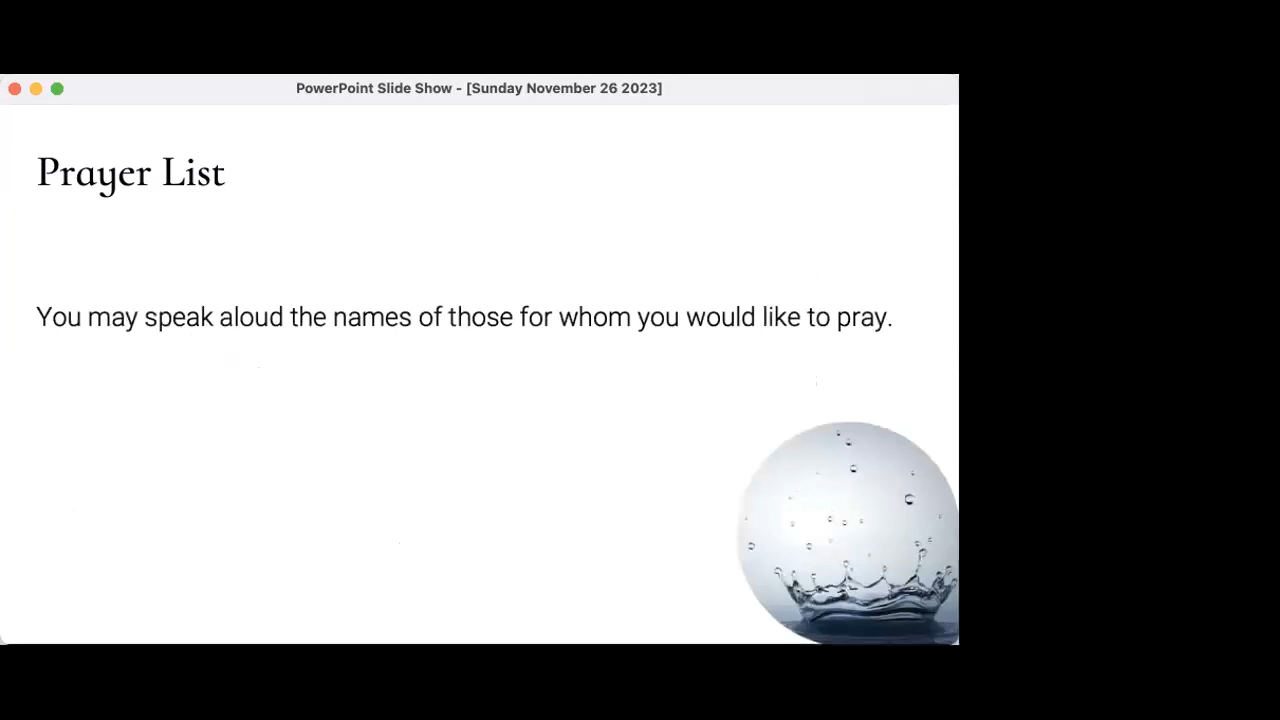 PowerPoint Slide Show - [Sunday November 26 2023]
Prayer List
You may speak aloud the names of those for whom you would like to pray.